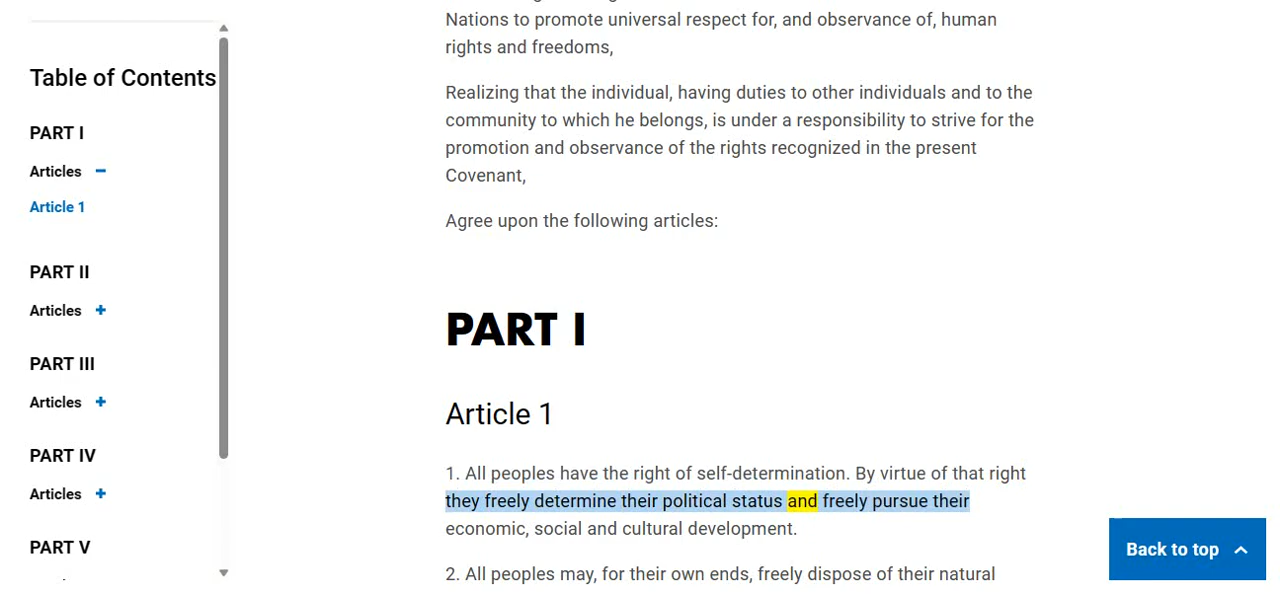 Nations to promote universal respect for, and observance of, human
rights and freedoms,
Realizing that the individual, having duties to other individuals and to the
community to which he belongs, is under a responsibility to strive for the
promotion and observance of the rights recognized in the present
Covenant,
Agree upon the following articles:
PART I
Article 1
1. All peoples have the right of self-determination. By virtue of that right
they freely determine their political status and freely pursue their
economic, social and cultural development.
2. All peoples may, for their own ends, freely dispose of their natural
Table of Contents
PART I
Articles
Article 1
PART II
Articles
PART III
Articles
PART IV
Articles
PART V
Back to top